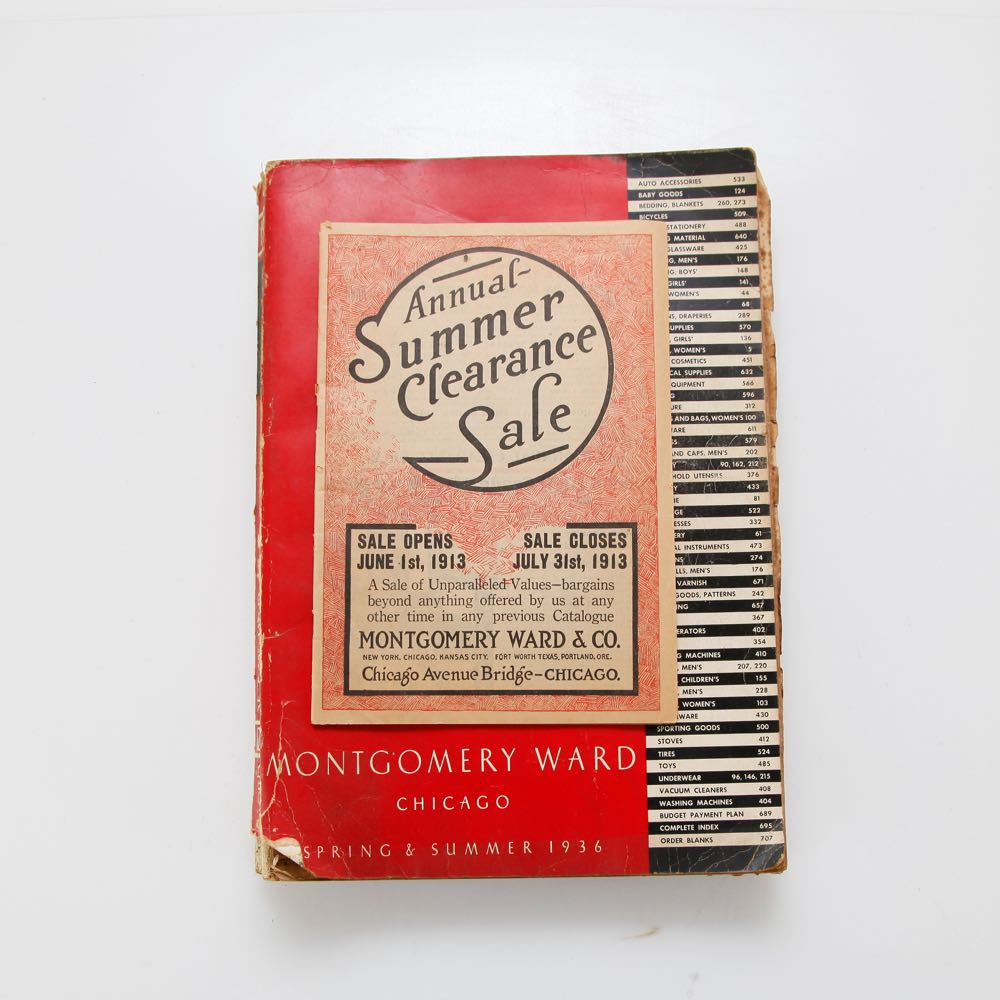 Annual-
Summer
Clearance
Sale
SALE OPENS
JUNE 1st, 1913
SALE CLOSES
JULY 31st, 1913
A Sale of Unparalleled Values—bargains
beyond anything offered by us at any
other time in any previous Catalogue
MONTGOMERY WARD & CO.
NEW YORK, CHICAGO, KANSAS CITY, FORT WORTH TEXAS, PORTLAND, ORE.
Chicago Avenue Bridge—CHICAGO.
MONTGOMERY WARD
CHICAGO
SPRING & SUMMER 1936
AUTO ACCESSORIES 533
BABY GOODS 124
BEDDING, BLANKETS 260, 273
BICYCLES 509
STATIONERY 488
MATERIAL 640
GLASSWARE 425
MEN'S 176
BOYS' 148
GIRLS' 141
WOMEN'S 44
68
DRAPERIES 289
570
GIRLS' 136
WOMEN'S 5
COSMETICS 451
SUPPLIES 632
566
596
312
AND BAGS, WOMEN'S 100
611
579
AND CAPS, MEN'S 202
90, 162, 212
UTENSILS 376
433
81
522
332
61
INSTRUMENTS 473
274
MEN'S 176
VARNISH 671
GOODS, PATTERNS 242
657
367
402
354
MACHINES 410
MEN'S 207, 220
CHILDREN'S 155
MEN'S 228
WOMEN'S 103
430
SPORTING GOODS 500
STOVES 412
TIRES 524
TOYS 485
UNDERWEAR 96, 146, 215
VACUUM CLEANERS 408
WASHING MACHINES 404
BUDGET PAYMENT PLAN 689
COMPLETE INDEX 695
ORDER BLANKS 707